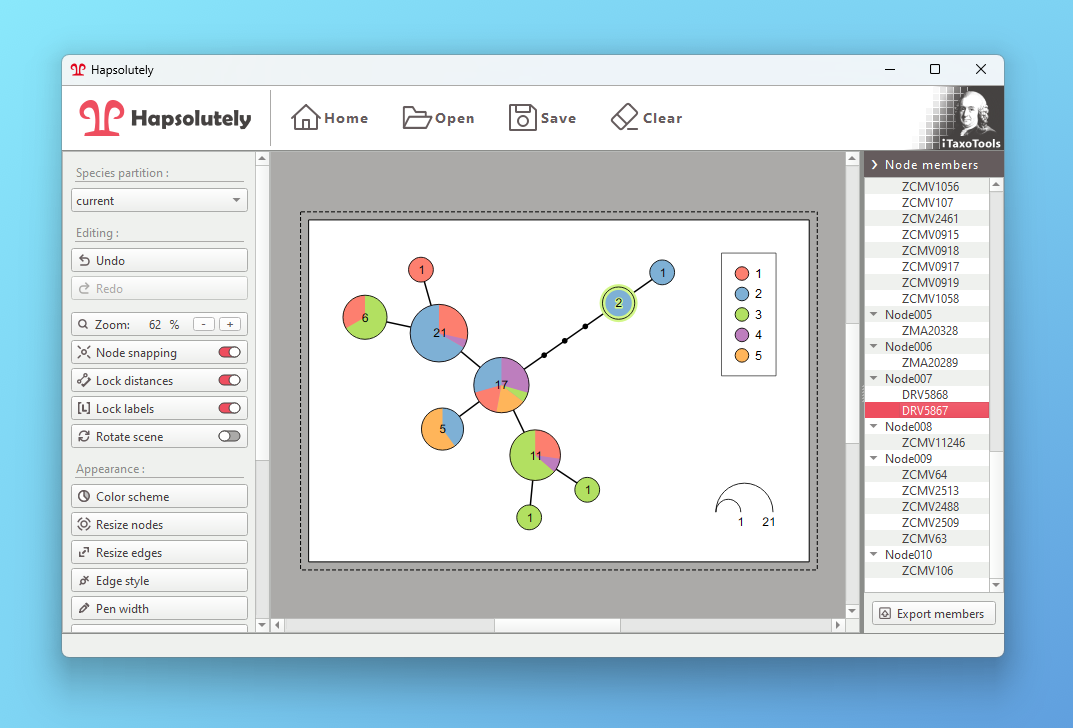 Hapsolutely
Hapsolutely
Home
Open
Save
Clear
iTaxoTools
Species partition :
current
Editing :
Undo
Redo
Zoom: 62 % - +
Node snapping
Lock distances
Lock labels
Rotate scene
Appearance :
Color scheme
Resize nodes
Resize edges
Edge style
Pen width
1
6
21
17
5
11
1
1
2
1
1
2
3
4
5
1 21
Node members
ZCMV1056
ZCMV107
ZCMV2461
ZCMV0915
ZCMV0918
ZCMV0917
ZCMV0919
ZCMV1058
Node005
ZMA20328
Node006
ZMA20289
Node007
DRV5868
DRV5867
Node008
ZCMV11246
Node009
ZCMV64
ZCMV2513
ZCMV2488
ZCMV2509
ZCMV63
Node010
ZCMV106
Export members